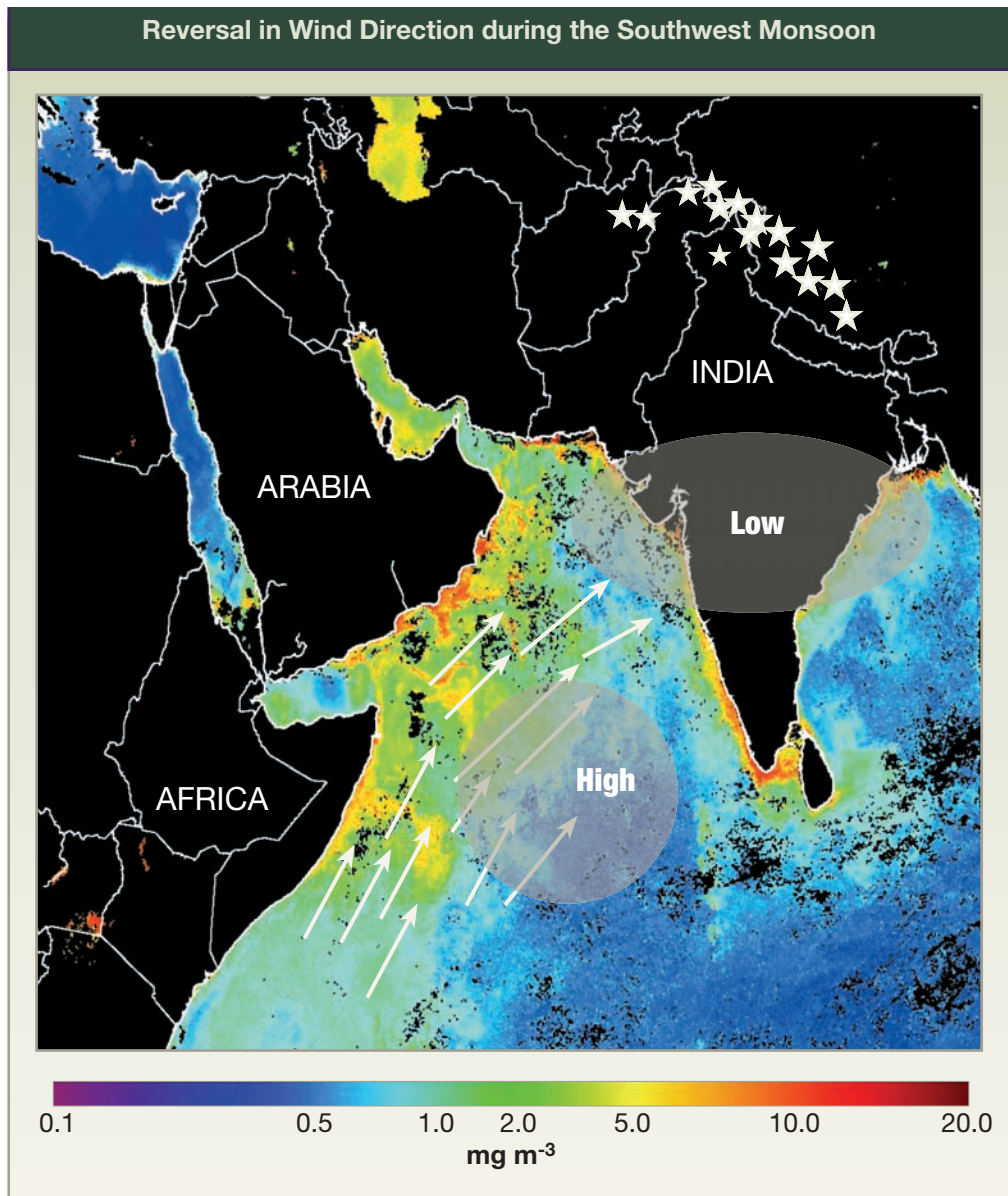 Reversal in Wind Direction during the Southwest Monsoon
INDIA
ARABIA
Low
High
AFRICA
0.1 0.5 1.0 2.0 5.0 10.0 20.0
mg m-3